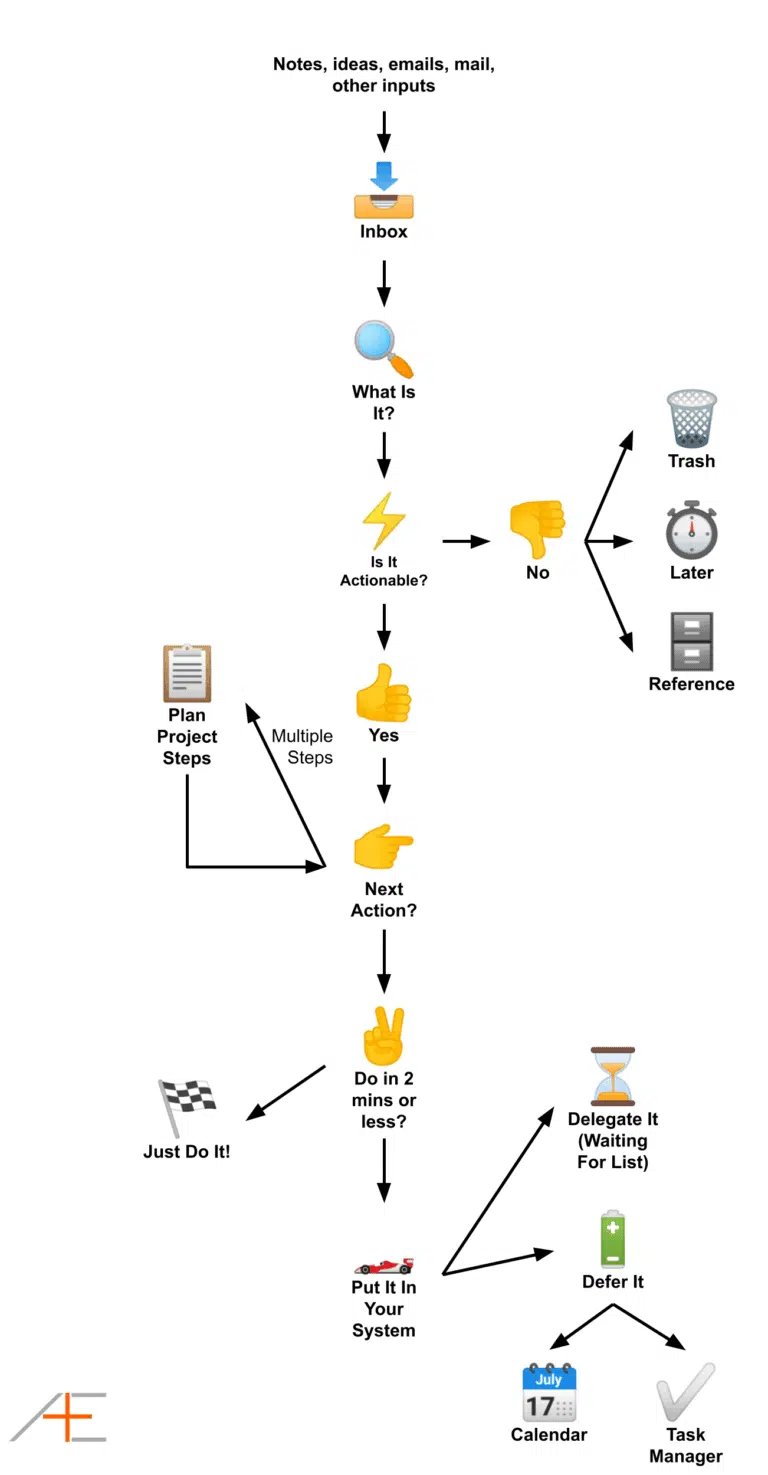 Notes, ideas, emails, mail,
other inputs
Inbox
What Is
It?
Trash
Is It
Actionable?
No
Later
Reference
Yes
Multiple
Steps
Plan
Project
Steps
Next
Action?
Do in 2
mins or
less?
Just Do It!
Delegate It
(Waiting
For List)
Put It In
Your
System
Defer It
July
17
Calendar
Task
Manager
Æ